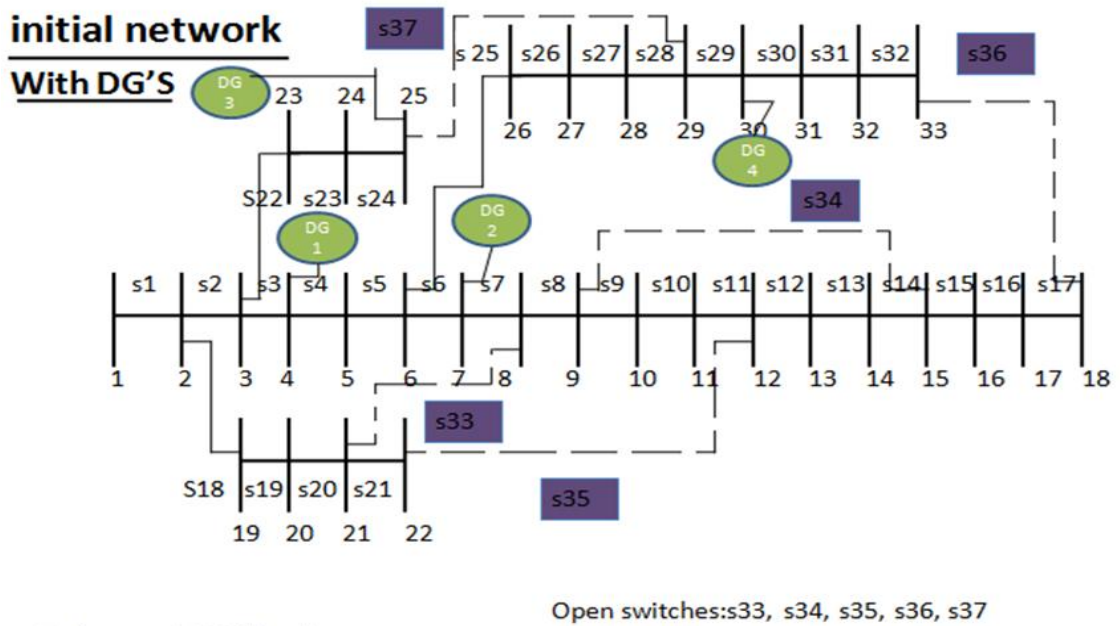 initial network
With DG'S
s37
s 25 s26 s27 s28 s29 s30 s31 s32
s36
DG
3
23 24 25
26 27 28 29 30 31 32 33
DG
4
S22 s23 s24
s34
DG
1
DG
2
s1 s2 s3 s4 s5 s6 s7 s8 s9 s10 s11 s12 s13 s14 s15 s16 s17
1 2 3 4 5 6 7 8 9 10 11 12 13 14 15 16 17 18
s33
S18 s19 s20 s21
s35
19 20 21 22
Open switches:s33, s34, s35, s36, s37